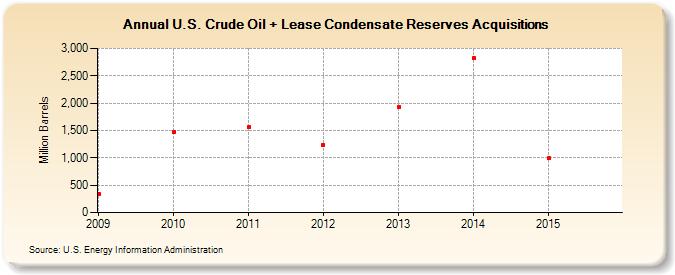 Annual U.S. Crude Oil + Lease Condensate Reserves Acquisitions
Million Barrels
3,000
2,500
2,000
1,500
1,000
500
0
2009 2010 2011 2012 2013 2014 2015
Source: U.S. Energy Information Administration